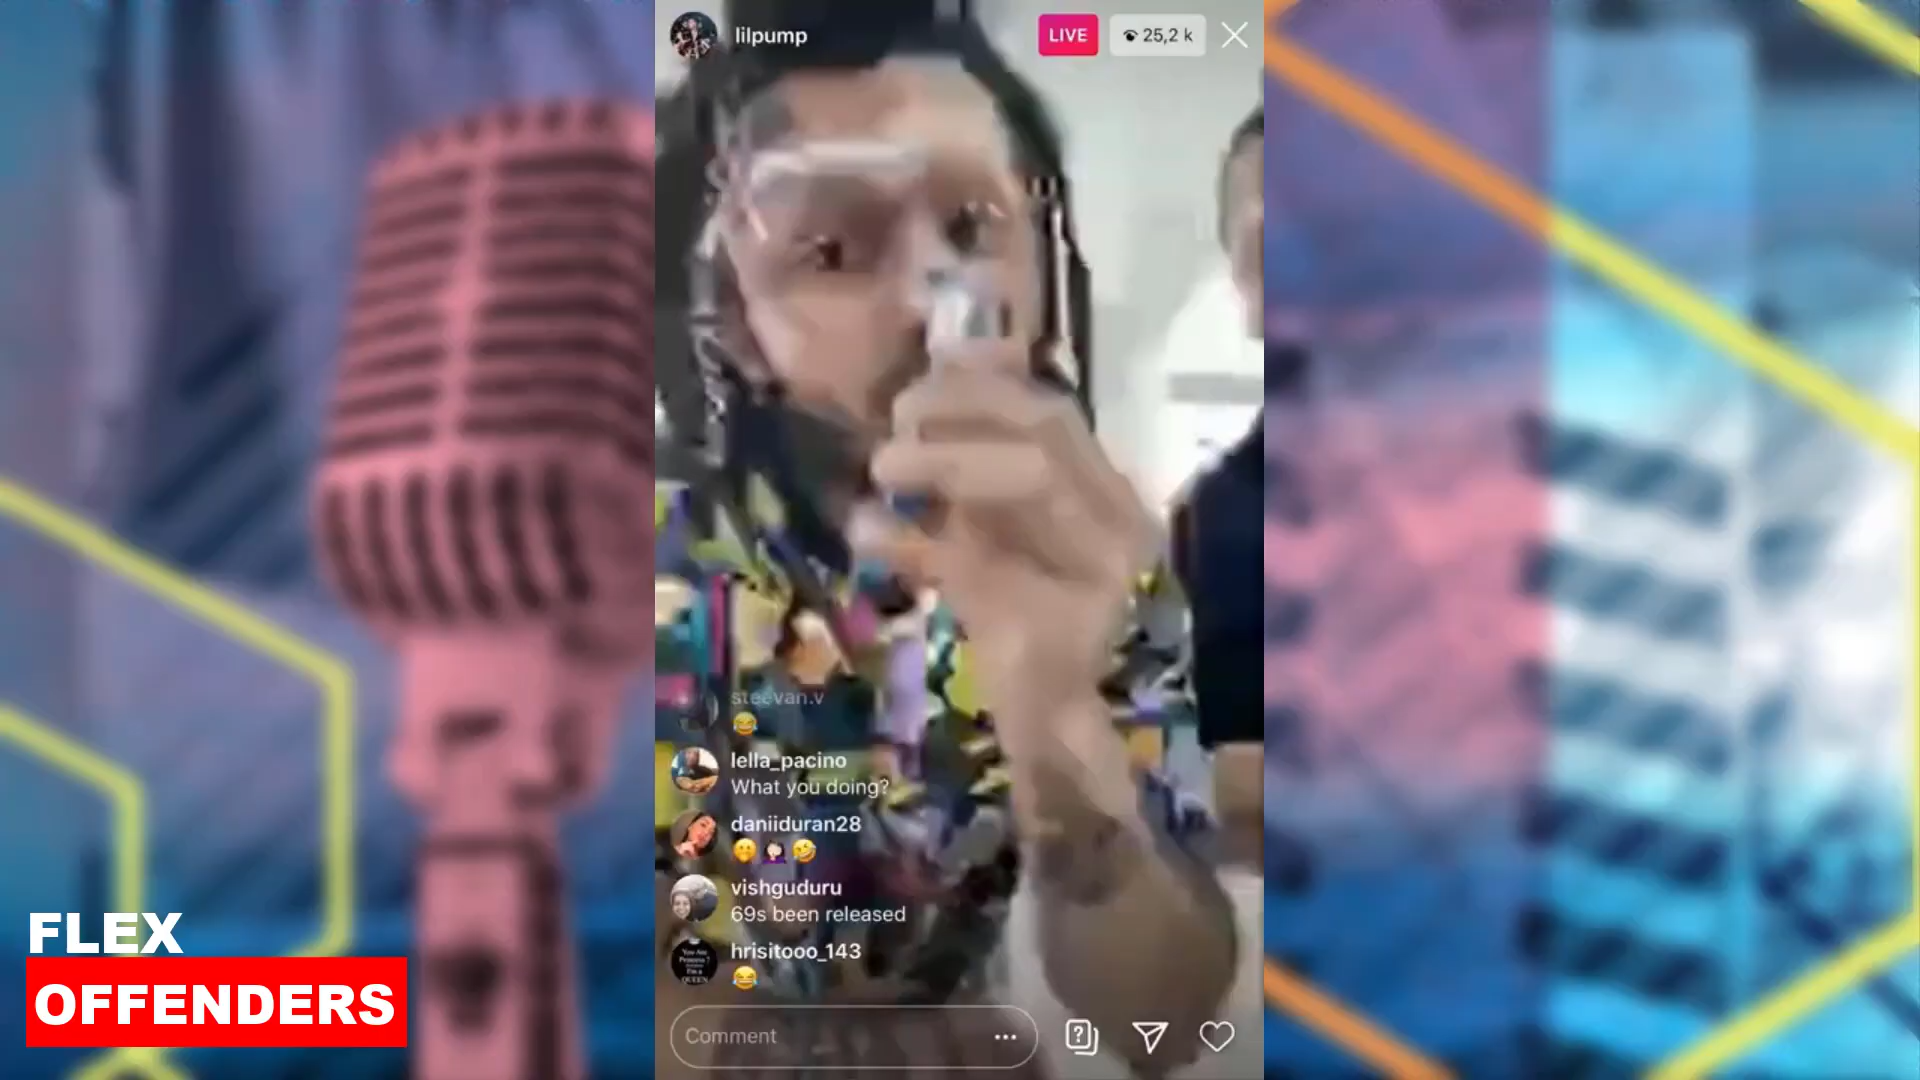 lilpump
LIVE
25,2 k
steevan.v
😂
lella_pacino
What you doing?
daniiduran28
🤭🤦🏻‍♀️🤣
vishguduru
69s been released
hrisitooo_143
😂
Comment
FLEX
OFFENDERS